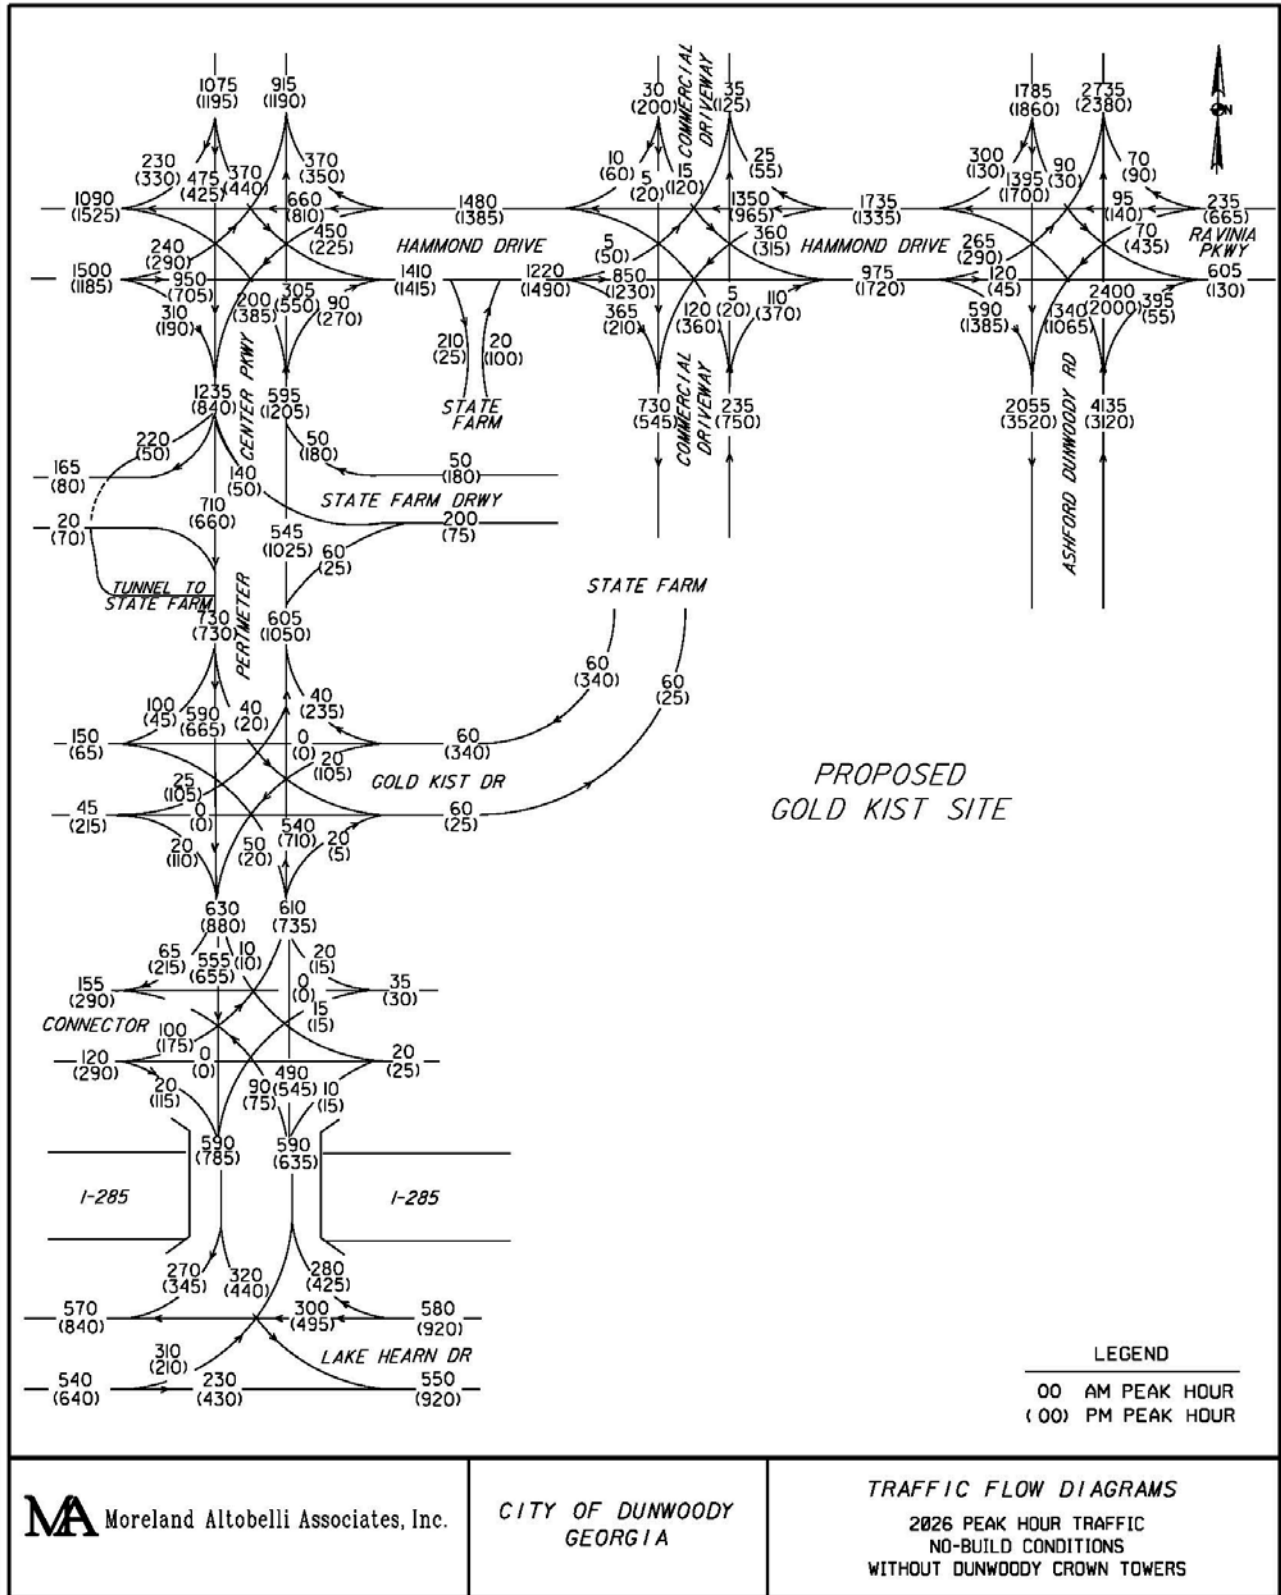 1075 915 30 35 1785 2735
(1195) (1190) (200) (125) (1860) (2380)
COMMERCIAL
DRIVEWAY
N
230 370 370 10 15 25 300 90 70
(330) 475 (440) (350) (60) 5 (120) (55) (130) 1395 (30) (90)
(425) (20) (1700)
1090 660 1480 1350 1735 95 235
(1525) (810) (1385) (965) (1335) (140) (665)
240 450 HAMMOND DRIVE 5 360 HAMMOND DRIVE 265 70 RAVINIA
(290) (225) (50) (315) (290) (435) PKWY
1500 950 1410 1220 850 975 120 605
(1185) (705) (1415) (1490) (1230) (1720) (45) (130)
310 200 305 90 365 120 5 110 590 1340 2400 395
(190) (385) (550) (270) (210) (360) (20) (370) (1385) (1065) (2000) (55)
210 20
(25) (100)
STATE
FARM
1235 595 730 235 2055 4135
(840) (1205) (545) (750) (3520) (3120)
CENTER PKWY
COMMERCIAL
DRIVEWAY
ASHFORD DUNWOODY RD
220 50
(50) (180)
165 140 50
(80) (50) (180)
STATE FARM DRWY
710
(660)
20 545 200
(70) (1025) (75)
60
(25)
TUNNEL TO
STATE FARM
STATE FARM
730 605
(730) (1050)
PERIMETER
60 60
(340) (25)
100 590 40 40
(45) (665) (20) (235)
150 0 60
(65) (0) (340)
25 20 GOLD KIST DR
(105) (105)
45 0 60
(215) (0) (25)
20 50 540 20
(110) (20) (710) (5)
PROPOSED
GOLD KIST SITE
630 610
(880) (735)
65 555 10 20
(215) (655) (10) (15)
155 0 35
(290) (0) (30)
CONNECTOR 100 15
(175) (15)
120 0 20
(290) (0) (25)
20 90 490 10
(115) (75) (545) (15)
590 590
(785) (635)
I-285 I-285
270 320 280
(345) (440) (425)
570 300 580
(840) (495) (920)
310 LAKE HEARN DR
(210)
540 230 550
(640) (430) (920)
LEGEND
00 AM PEAK HOUR
(00) PM PEAK HOUR
MA Moreland Altobelli Associates, Inc.
CITY OF DUNWOODY
GEORGIA
TRAFFIC FLOW DIAGRAMS
2026 PEAK HOUR TRAFFIC
NO-BUILD CONDITIONS
WITHOUT DUNWOODY CROWN TOWERS